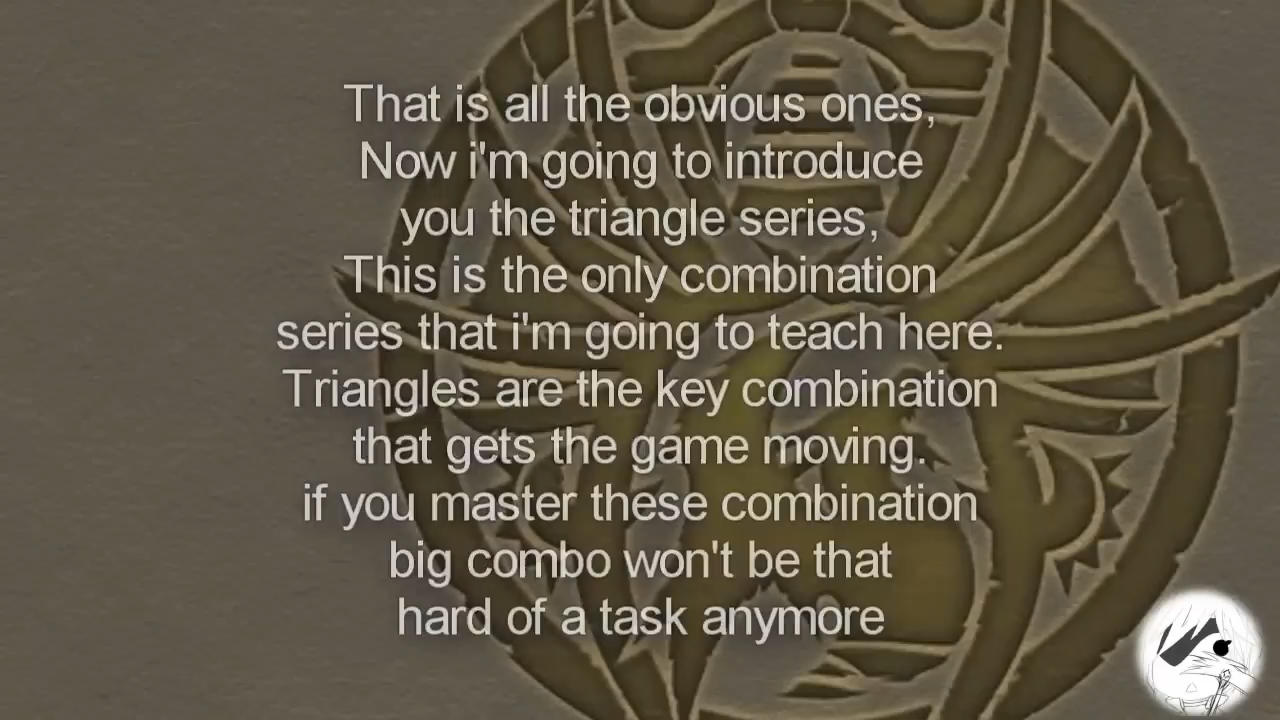 That is all the obvious ones,
Now i'm going to introduce
you the triangle series,
This is the only combination
series that i'm going to teach here.
Triangles are the key combination
that gets the game moving.
if you master these combination
big combo won't be that
hard of a task anymore